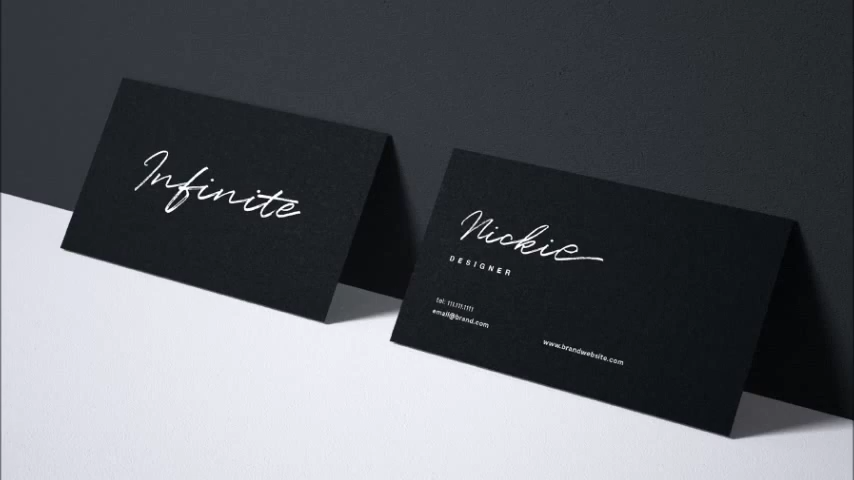 Infinite
Nickie
DESIGNER
tel: 111.111.1111
email@brand.com
www.brandwebsite.com